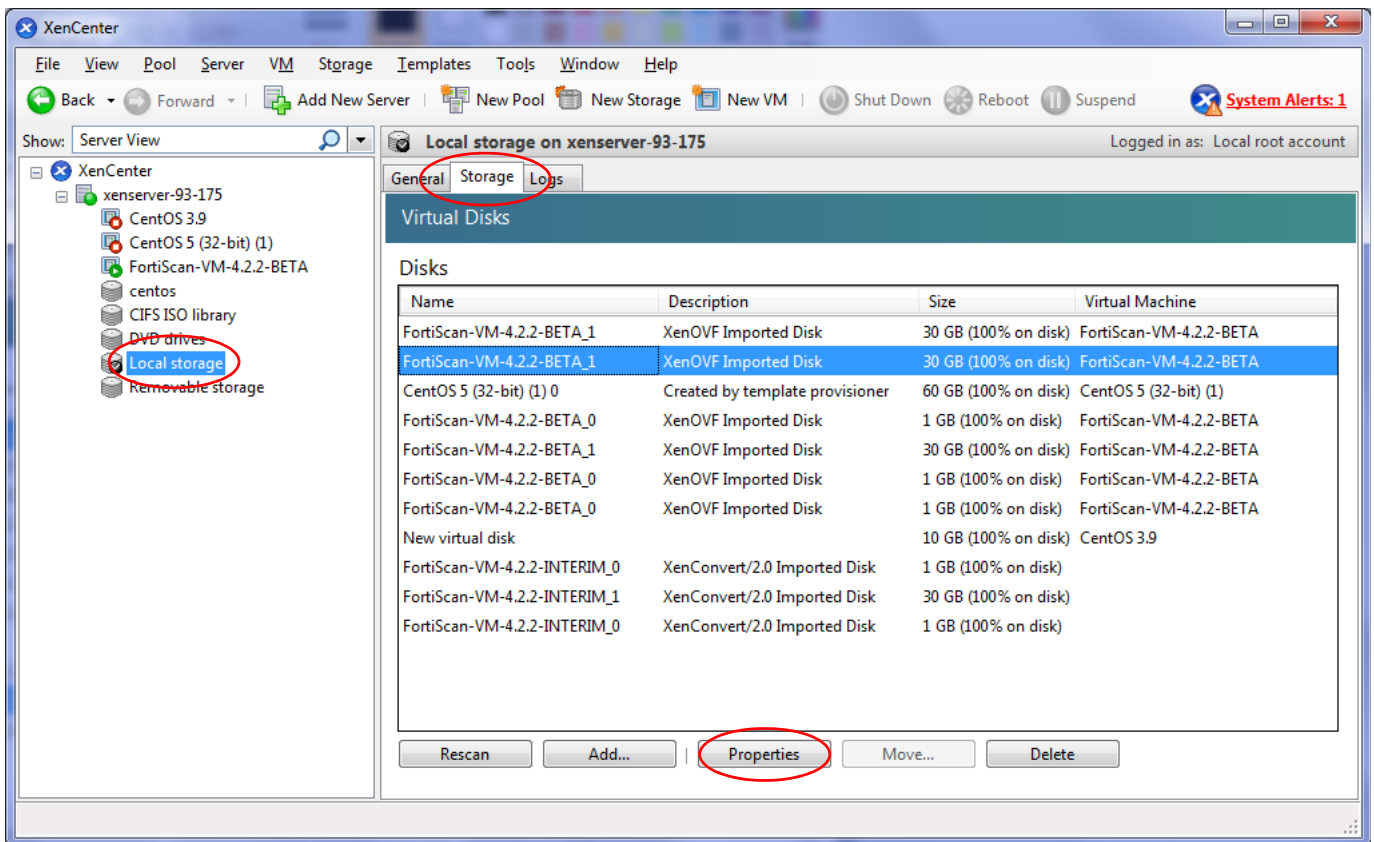 XenCenter
File View Pool Server VM Storage Templates Tools Window Help
Back Forward Add New Server New Pool New Storage New VM Shut Down Reboot Suspend System Alerts: 1
Show: Server View
Local storage on xenserver-93-175 Logged in as: Local root account
XenCenter
xenserver-93-175
CentOS 3.9
CentOS 5 (32-bit) (1)
FortiScan-VM-4.2.2-BETA
centos
CIFS ISO library
DVD drives
Local storage
Removable storage
General Storage Logs
Virtual Disks
Disks
Name Description Size Virtual Machine
FortiScan-VM-4.2.2-BETA_1 XenOVF Imported Disk 30 GB (100% on disk) FortiScan-VM-4.2.2-BETA
FortiScan-VM-4.2.2-BETA_1 XenOVF Imported Disk 30 GB (100% on disk) FortiScan-VM-4.2.2-BETA
CentOS 5 (32-bit) (1) 0 Created by template provisioner 60 GB (100% on disk) CentOS 5 (32-bit) (1)
FortiScan-VM-4.2.2-BETA_0 XenOVF Imported Disk 1 GB (100% on disk) FortiScan-VM-4.2.2-BETA
FortiScan-VM-4.2.2-BETA_1 XenOVF Imported Disk 30 GB (100% on disk) FortiScan-VM-4.2.2-BETA
FortiScan-VM-4.2.2-BETA_0 XenOVF Imported Disk 1 GB (100% on disk) FortiScan-VM-4.2.2-BETA
FortiScan-VM-4.2.2-BETA_0 XenOVF Imported Disk 1 GB (100% on disk) FortiScan-VM-4.2.2-BETA
New virtual disk 10 GB (100% on disk) CentOS 3.9
FortiScan-VM-4.2.2-INTERIM_0 XenConvert/2.0 Imported Disk 1 GB (100% on disk)
FortiScan-VM-4.2.2-INTERIM_1 XenConvert/2.0 Imported Disk 30 GB (100% on disk)
FortiScan-VM-4.2.2-INTERIM_0 XenConvert/2.0 Imported Disk 1 GB (100% on disk)
Rescan Add... Properties Move... Delete